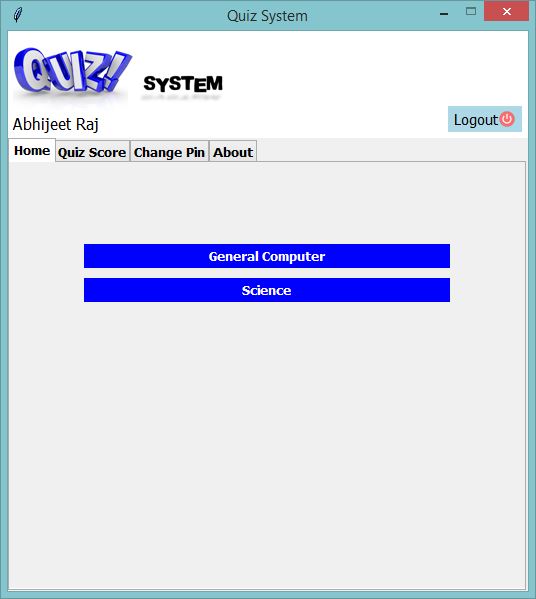 Quiz System
QUIZ! SYSTEM
Abhijeet Raj
Logout
Home Quiz Score Change Pin About
General Computer
Science